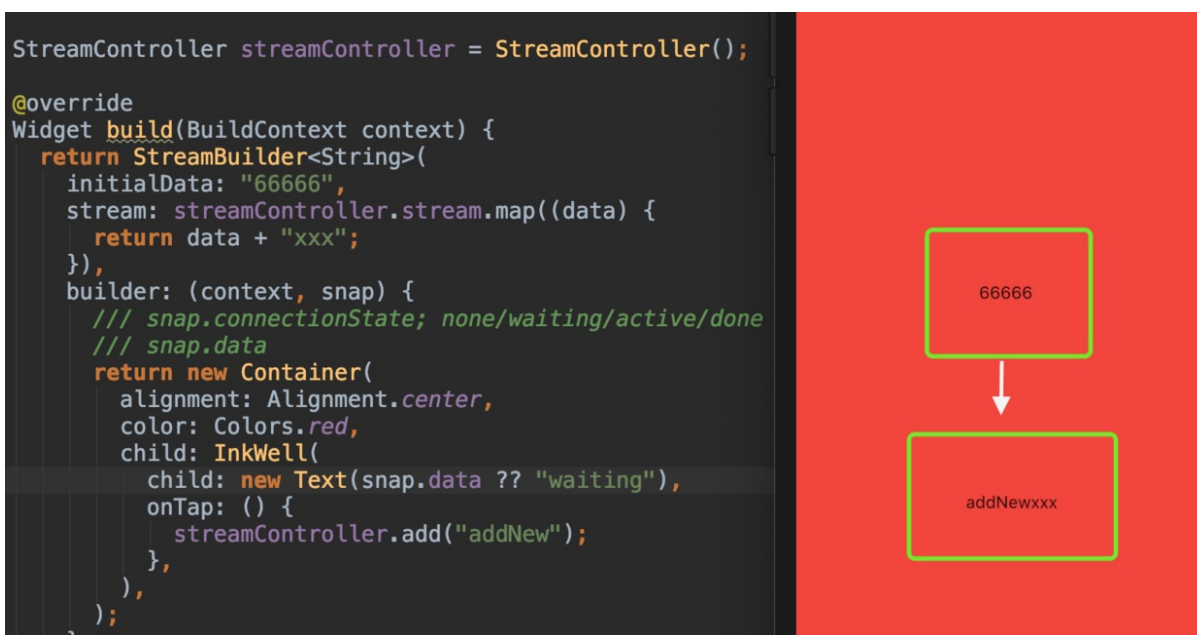 StreamController streamController = StreamController();
@override
Widget build(BuildContext context) {
return StreamBuilder<String>(
initialData: "66666",
stream: streamController.stream.map((data) {
return data + "xxx";
}),
builder: (context, snap) {
/// snap.connectionState; none/waiting/active/done
/// snap.data
return new Container(
alignment: Alignment.center,
color: Colors.red,
child: InkWell(
child: new Text(snap.data ?? "waiting"),
onTap: () {
streamController.add("addNew");
},
),
);
66666
addNewxxx